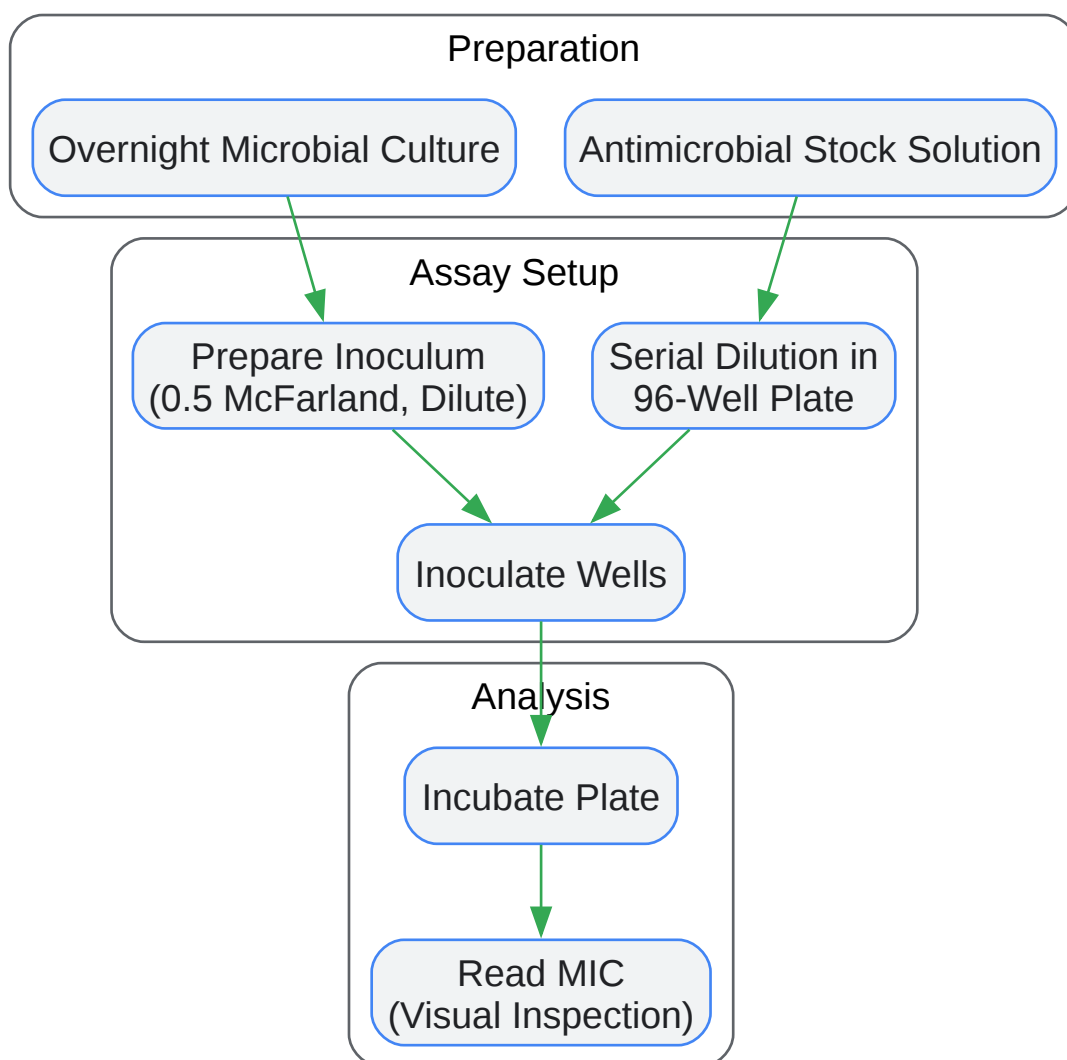 Preparation
Overnight Microbial Culture
Antimicrobial Stock Solution
Assay Setup
Prepare Inoculum
(0.5 McFarland, Dilute)
Serial Dilution in
96-Well Plate
Inoculate Wells
Analysis
Incubate Plate
Read MIC
(Visual Inspection)